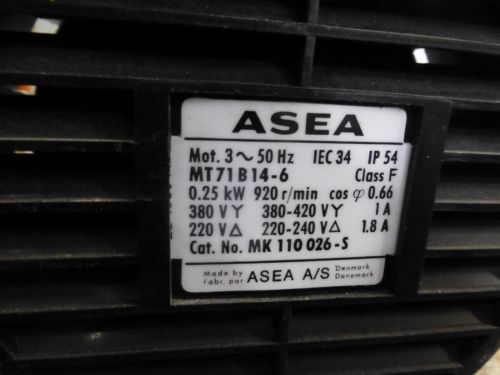 ASEA
Mot. 3~50 Hz IEC 34 IP 54
MT71B14-6 Class F
0.25 kW 920 r/min cos φ 0.66
380 V Y 380-420 V Y 1 A
220 V Δ 220-240 V Δ 1.8 A
Cat. No. MK 110 026-S
Made by ASEA A/S Denmark
Fabr. par Danemark